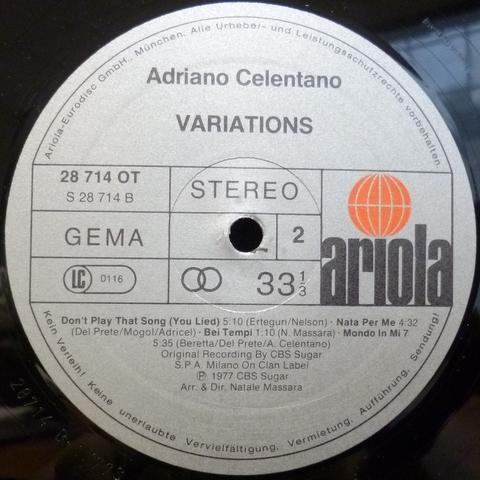 Ariola-Eurodisc GmbH., München. Alle Urheber- und Leistungsschutzrechte vorbehalten.
Adriano Celentano
VARIATIONS
28 714 OT
S 28 714 B
STEREO
GEMA
2
ariola
LC 0116
33 1/3
Don't Play That Song (You Lied) 5:10 (Ertegun/Nelson) · Nata Per Me 4:32
(Del Prete/Mogol/Adricel) · Bei Tempi 1:10 (N. Massara) · Mondo In Mi 7
5:35 (Beretta/Del Prete/A. Celentano)
Original Recording By CBS Sugar
S.P.A. Milano On Clan Label
Ⓟ 1977 CBS Sugar
Arr. & Dir. Natale Massara
Kein Verleih! Keine unerlaubte Vervielfältigung, Vermietung, Aufführung, Sendung!